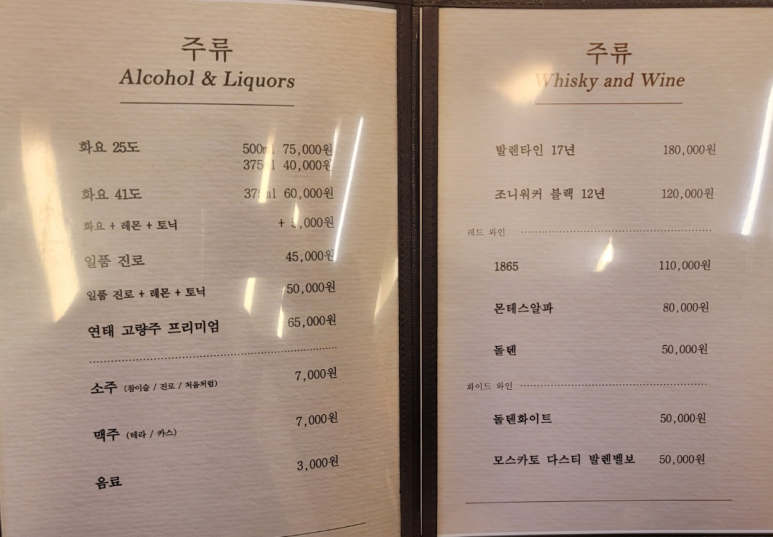 주류
Alcohol & Liquors
화요 25도 500ml 75,000원
375ml 40,000원
화요 41도 375ml 60,000원
화요 + 레몬 + 토닉 +
일품 진로 45,000원
일품 진로 + 레몬 + 토닉 50,000원
연태 고량주 프리미엄 65,000원
소주 (참이슬 / 진로 / 처음처럼) 7,000원
맥주 (테라 / 카스) 7,000원
음료 3,000원
주류
Whisky and Wine
발렌타인 17년 180,000원
조니워커 블랙 12년 120,000원
레드 와인
1865 110,000원
몬테스알파 80,000원
돌텐 50,000원
화이드 와인
돌텐화이트 50,000원
모스카토 다스티 발렌벨보 50,000원